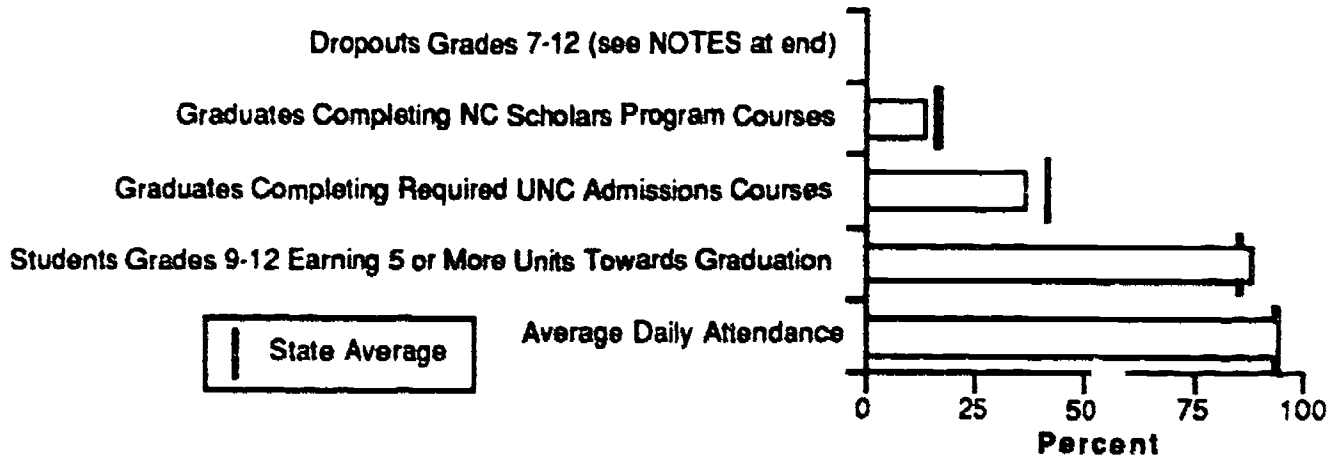 Dropouts Grades 7-12 (see NOTES at end)
Graduates Completing NC Scholars Program Courses
Graduates Completing Required UNC Admissions Courses
Students Grades 9-12 Earning 5 or More Units Towards Graduation
Average Daily Attendance
State Average
0 25 50 75 100
Percent